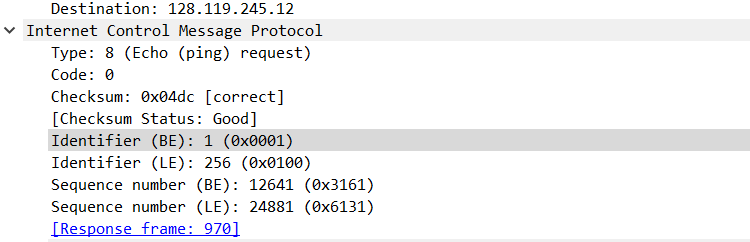 Destination: 128.119.245.12
Internet Control Message Protocol
Type: 8 (Echo (ping) request)
Code: 0
Checksum: 0x04dc [correct]
[Checksum Status: Good]
Identifier (BE): 1 (0x0001)
Identifier (LE): 256 (0x0100)
Sequence number (BE): 12641 (0x3161)
Sequence number (LE): 24881 (0x6131)
[Response frame: 970]